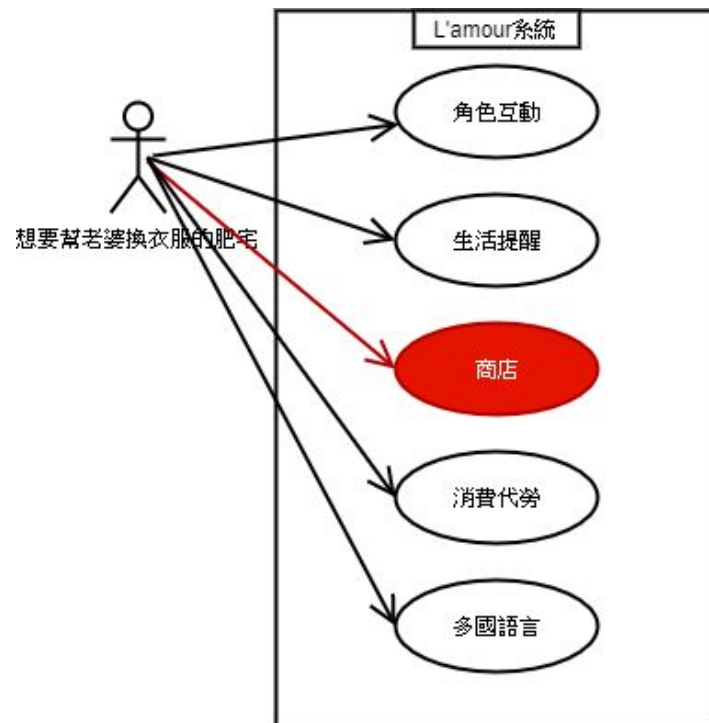 L'amour系統
角色互動
生活提醒
想要幫老婆換衣服的肥宅
商店
消費代勞
多國語言